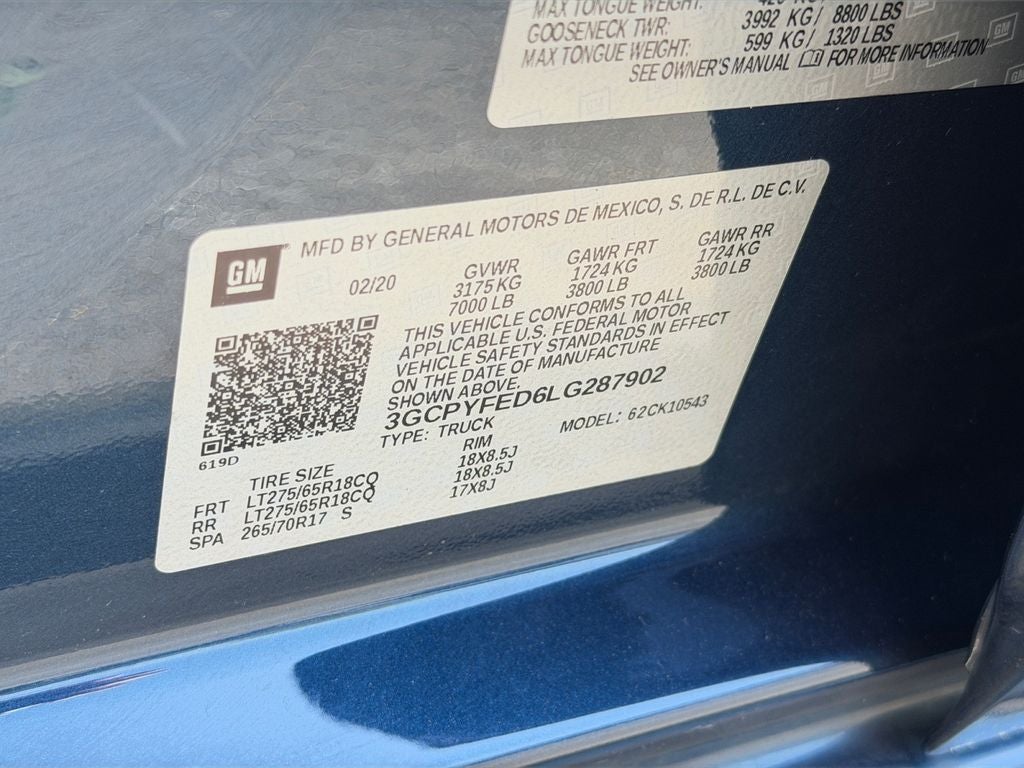 MAX TONGUE WEIGHT:
GOOSENECK TWR: 3992 KG/ 8800 LBS
MAX TONGUE WEIGHT: 599 KG/ 1320 LBS
SEE OWNER'S MANUAL FOR MORE INFORMATION
GM
MFD BY GENERAL MOTORS DE MEXICO, S. DE R.L. DE C.V.
02/20
GVWR GAWR FRT GAWR RR
3175 KG 1724 KG 1724 KG
7000 LB 3800 LB 3800 LB
THIS VEHICLE CONFORMS TO ALL
APPLICABLE U.S. FEDERAL MOTOR
VEHICLE SAFETY STANDARDS IN EFFECT
ON THE DATE OF MANUFACTURE
SHOWN ABOVE.
3GCPYFED6LG287902
TYPE: TRUCK MODEL: 62CK10543
619D
TIRE SIZE RIM
FRT LT275/65R18CQ 18X8.5J
RR LT275/65R18CQ 18X8.5J
SPA 265/70R17 S 17X8J